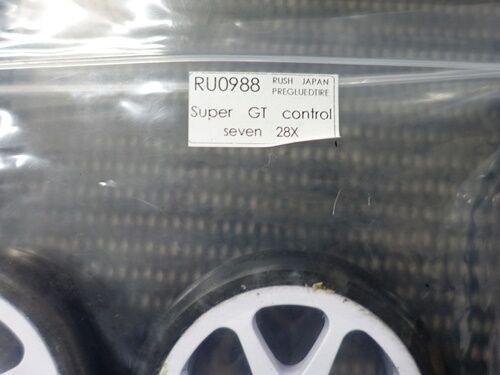 RU0988 RUSH JAPAN
PREGLUEDTIRE
Super GT control
seven 28X